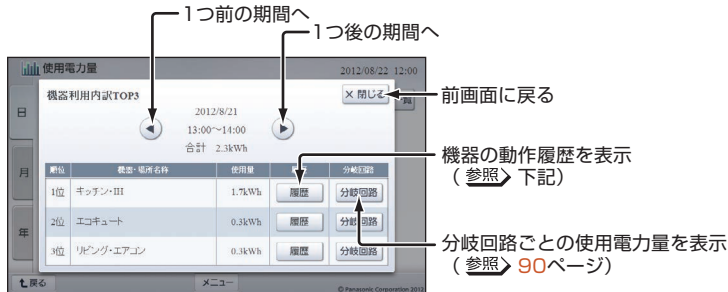 1つ前の期間へ
1つ後の期間へ
使用電力量
2012/08/22 12:00
機器利用内訳TOP3
× 閉じる
前画面に戻る
日
2012/8/21
13:00～14:00
合計 2.3kWh
月
順位 機器・場所名称 使用量 分岐回路
機器の動作履歴を表示
(参照 下記)
1位 キッチン・IH 1.7kWh 履歴 分岐回路
2位 エコキュート 0.3kWh 履歴 分岐回路
年
3位 リビング・エアコン 0.3kWh 履歴 分岐回路
分岐回路ごとの使用電力量を表示
(参照 90ページ)
戻る
メニュー
© Panasonic Corporation 2012